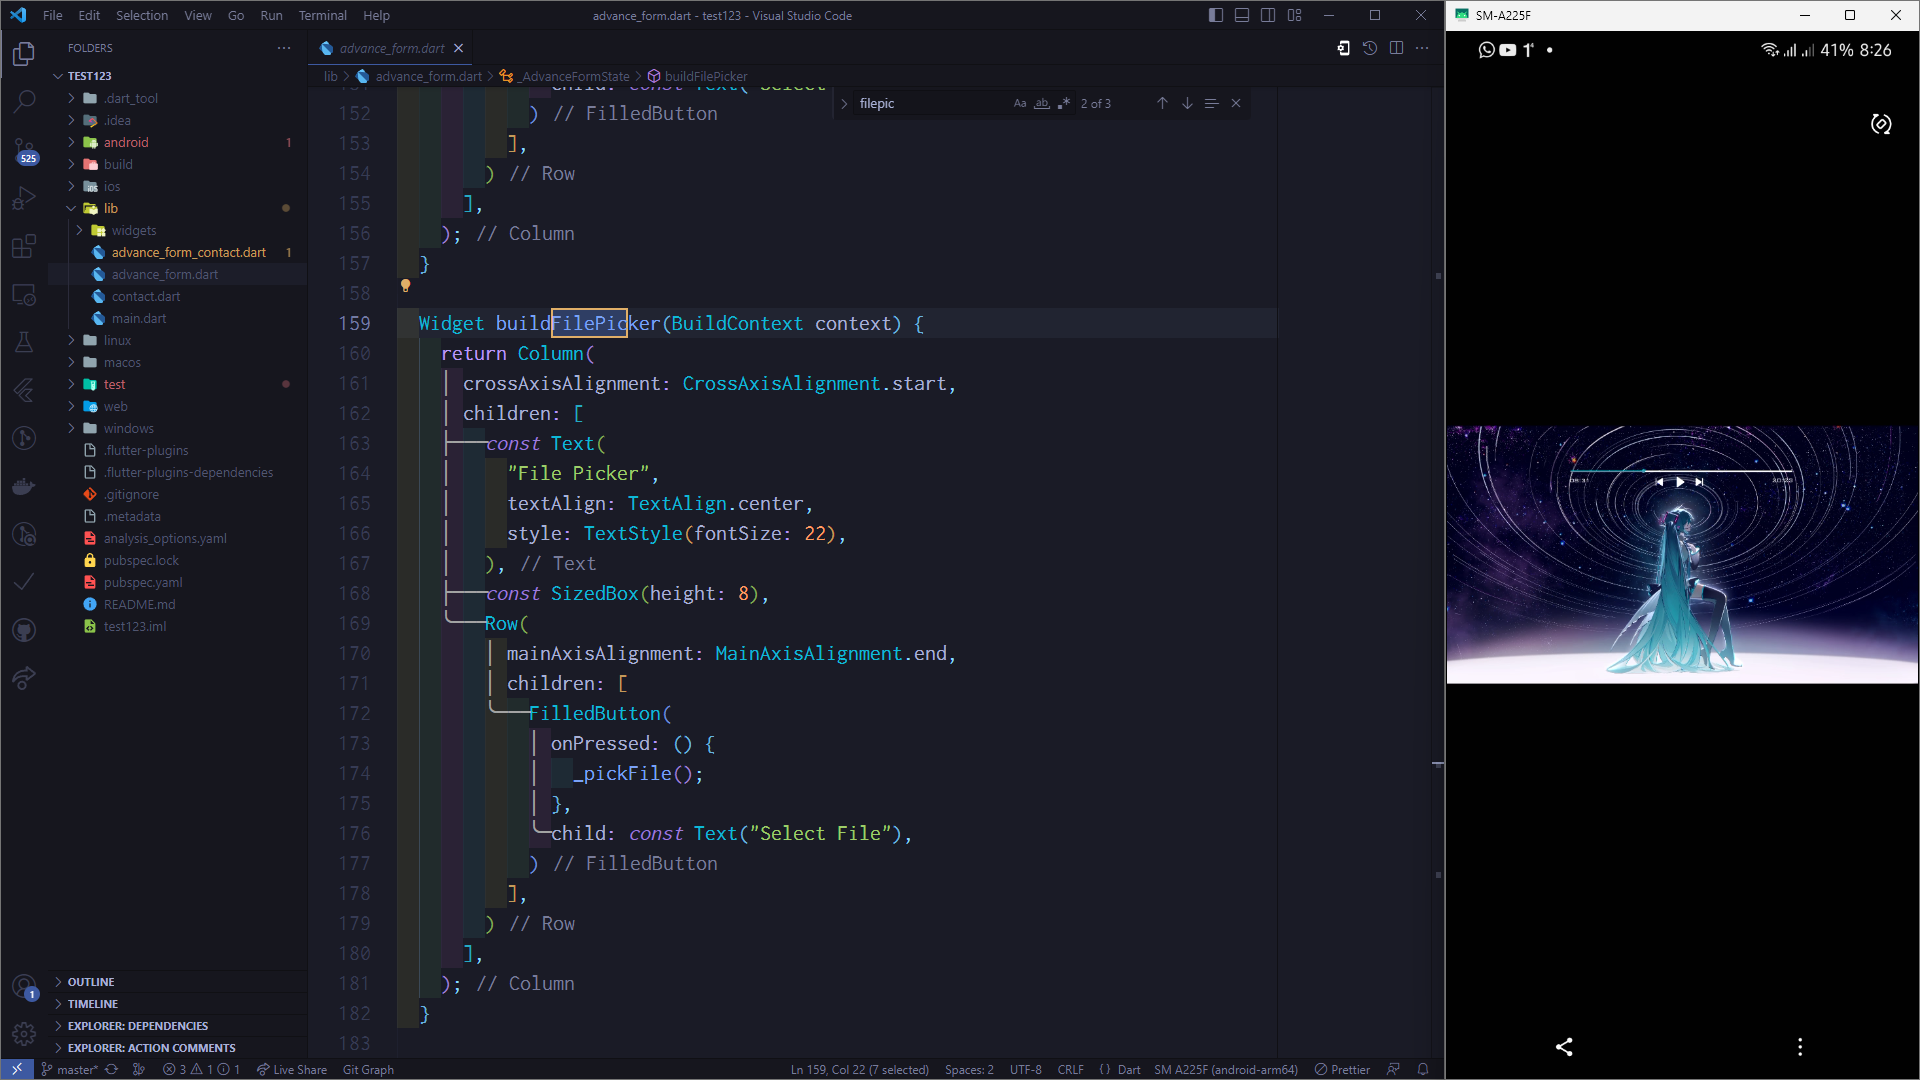 File Edit Selection View Go Run Terminal Help
advance_form.dart - test123 - Visual Studio Code
FOLDERS
TEST123
.dart_tool
.idea
android 1
build
ios
lib
widgets
advance_form_contact.dart 1
advance_form.dart
contact.dart
main.dart
linux
macos
test
web
windows
.flutter-plugins
.flutter-plugins-dependencies
.gitignore
.metadata
analysis_options.yaml
pubspec.lock
pubspec.yaml
README.md
test123.iml
OUTLINE
TIMELINE
EXPLORER: DEPENDENCIES
EXPLORER: ACTION COMMENTS
525
1
advance_form.dart
lib > advance_form.dart > _AdvanceFormState > buildFilePicker
filepic Aa ab 2 of 3
152 ) // FilledButton
153 ],
154 ) // Row
155 ],
156 ); // Column
157 }
158
159 Widget buildFilePicker(BuildContext context) {
160 return Column(
161 crossAxisAlignment: CrossAxisAlignment.start,
162 children: [
163 const Text(
164 "File Picker",
165 textAlign: TextAlign.center,
166 style: TextStyle(fontSize: 22),
167 ), // Text
168 const SizedBox(height: 8),
169 Row(
170 mainAxisAlignment: MainAxisAlignment.end,
171 children: [
172 FilledButton(
173 onPressed: () {
174 _pickFile();
175 },
176 child: const Text("Select File"),
177 ) // FilledButton
178 ],
179 ) // Row
180 ],
181 ); // Column
182 }
183
master* 3 1 1 Live Share Git Graph
Ln 159, Col 22 (7 selected) Spaces: 2 UTF-8 CRLF {} Dart SM A225F (android-arm64) Prettier
SM-A225F
41% 8:26